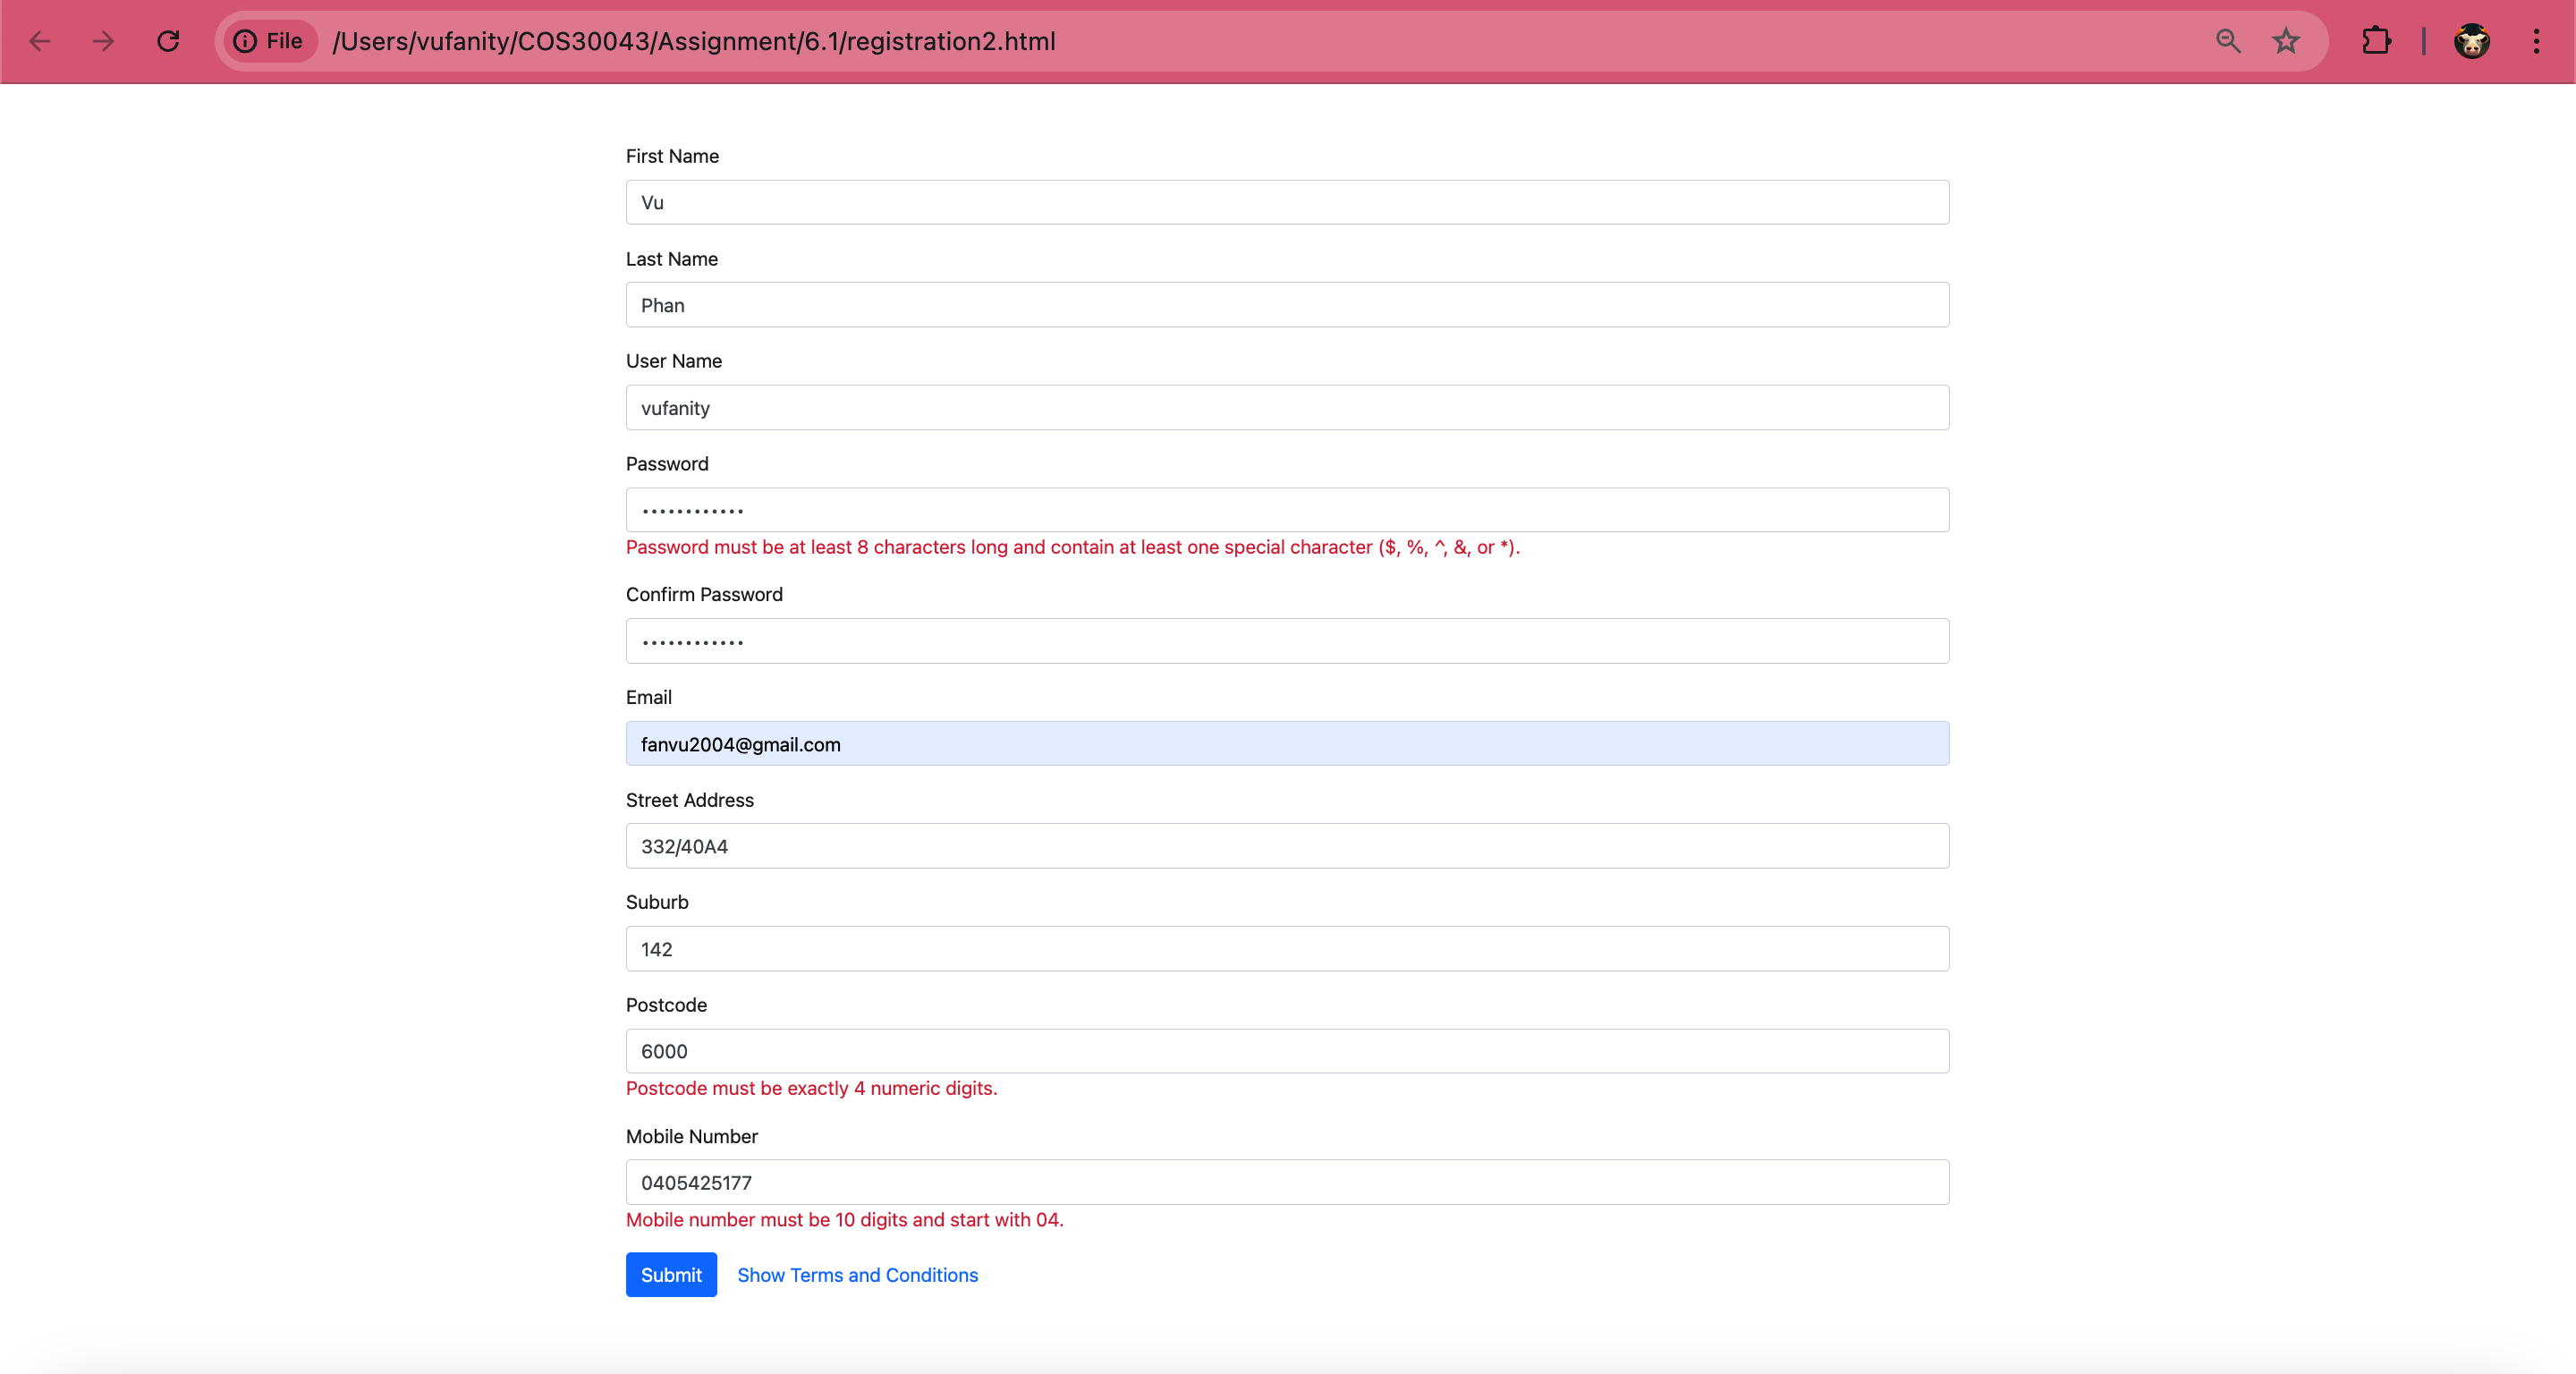 File /Users/vufanity/COS30043/Assignment/6.1/registration2.html
First Name
Vu
Last Name
Phan
User Name
vufanity
Password
••••••••••••
Password must be at least 8 characters long and contain at least one special character ($, %, ^, &, or *).
Confirm Password
••••••••••••
Email
fanvu2004@gmail.com
Street Address
332/40A4
Suburb
142
Postcode
6000
Postcode must be exactly 4 numeric digits.
Mobile Number
0405425177
Mobile number must be 10 digits and start with 04.
Submit Show Terms and Conditions